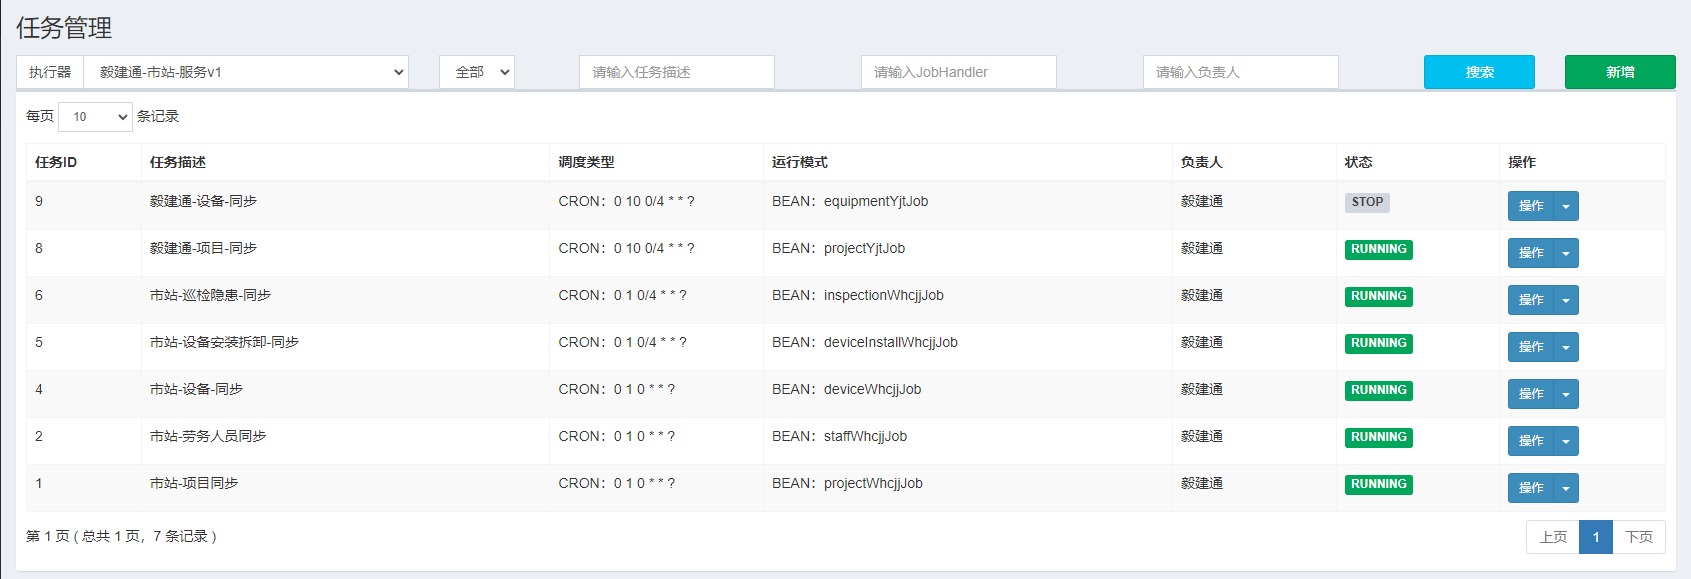 任务管理
执行器 毅建通-市站-服务v1 全部 请输入任务描述 请输入JobHandler 请输入负责人 搜索 新增
每页 10 条记录
任务ID 任务描述 调度类型 运行模式 负责人 状态 操作
9 毅建通-设备-同步 CRON：0 10 0/4 * * ? BEAN：equipmentYjtJob 毅建通 STOP 操作
8 毅建通-项目-同步 CRON：0 10 0/4 * * ? BEAN：projectYjtJob 毅建通 RUNNING 操作
6 市站-巡检隐患-同步 CRON：0 1 0/4 * * ? BEAN：inspectionWhcjjJob 毅建通 RUNNING 操作
5 市站-设备安装拆卸-同步 CRON：0 1 0/4 * * ? BEAN：deviceInstallWhcjjJob 毅建通 RUNNING 操作
4 市站-设备-同步 CRON：0 1 0 * * ? BEAN：deviceWhcjjJob 毅建通 RUNNING 操作
2 市站-劳务人员同步 CRON：0 1 0 * * ? BEAN：staffWhcjjJob 毅建通 RUNNING 操作
1 市站-项目同步 CRON：0 1 0 * * ? BEAN：projectWhcjjJob 毅建通 RUNNING 操作
第 1 页 ( 总共 1 页，7 条记录 ) 上页 1 下页